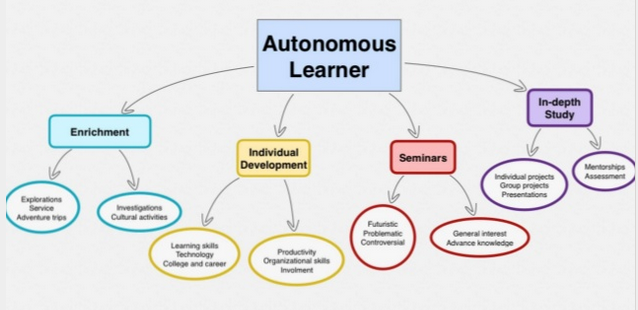 Autonomous
Learner
Enrichment
Individual
Development
Seminars
In-depth
Study
Explorations
Service
Adventure trips
Investigations
Cultural activities
Learning skills
Technology
College and career
Productivity
Organizational skills
Involment
Futuristic
Problematic
Controversial
General interest
Advance knowledge
Individual projects
Group projects
Presentations
Mentorships
Assessment